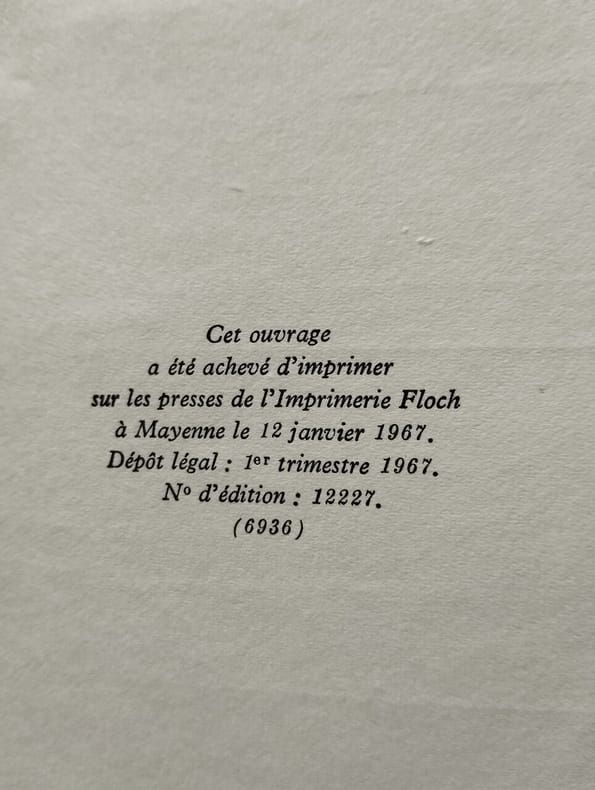 Cet ouvrage
a été achevé d'imprimer
sur les presses de l'Imprimerie Floch
à Mayenne le 12 janvier 1967.
Dépôt légal : 1er trimestre 1967.
No d'édition : 12227.
(6936)